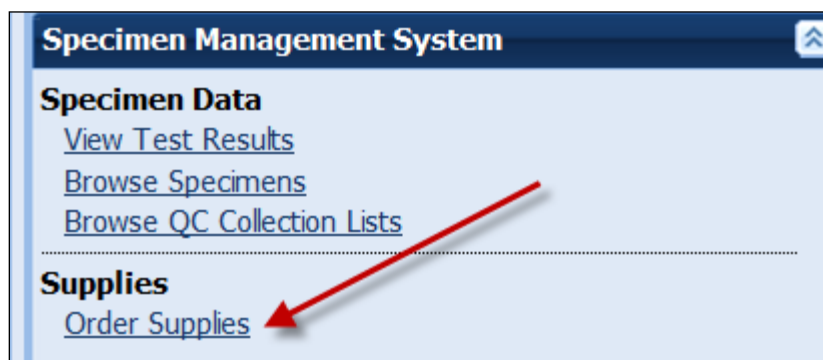 Specimen Management System
Specimen Data
View Test Results
Browse Specimens
Browse QC Collection Lists
Supplies
Order Supplies